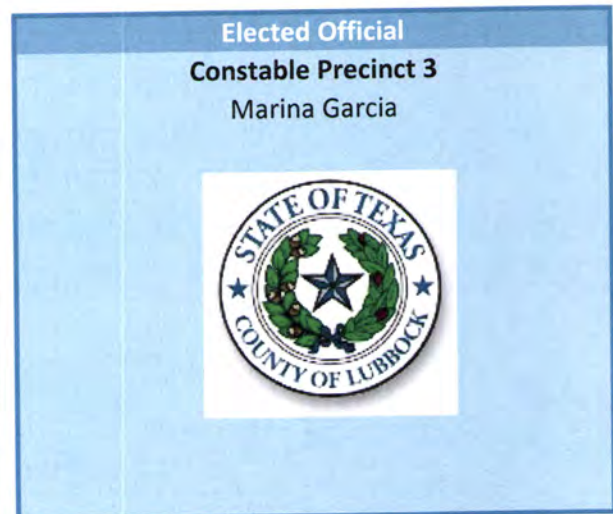 Elected Official
Constable Precinct 3
Marina Garcia
STATE OF TEXAS
COUNTY OF LUBBOCK